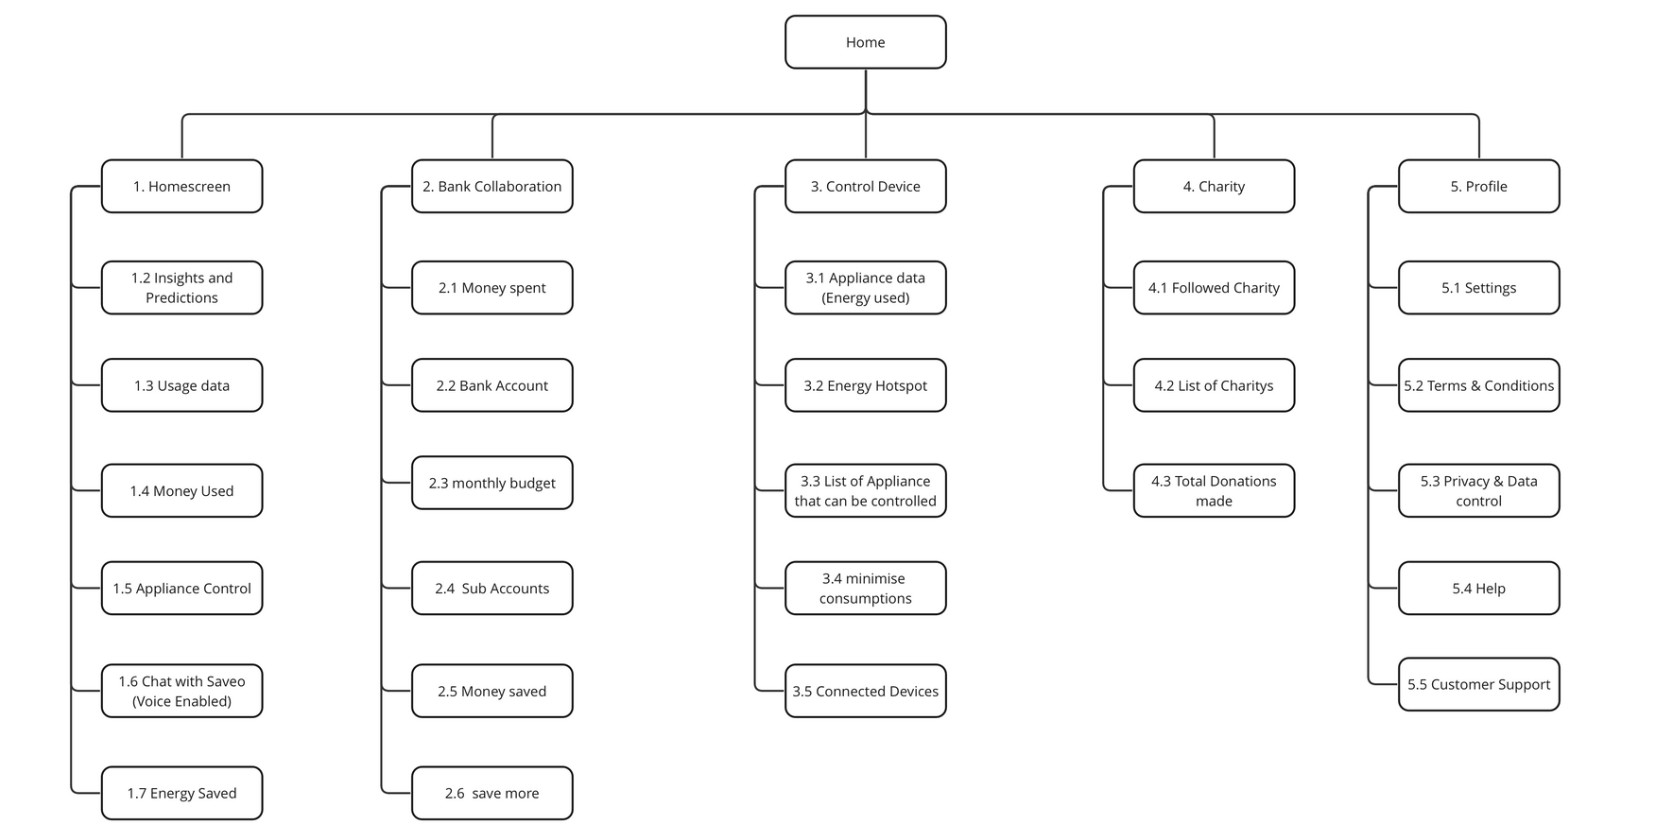 Home
1. Homescreen
1.2 Insights and
Predictions
1.3 Usage data
1.4 Money Used
1.5 Appliance Control
1.6 Chat with Saveo
(Voice Enabled)
1.7 Energy Saved
2. Bank Collaboration
2.1 Money spent
2.2 Bank Account
2.3 monthly budget
2.4 Sub Accounts
2.5 Money saved
2.6 save more
3. Control Device
3.1 Appliance data
(Energy used)
3.2 Energy Hotspot
3.3 List of Appliance
that can be controlled
3.4 minimise
consumptions
3.5 Connected Devices
4. Charity
4.1 Followed Charity
4.2 List of Charitys
4.3 Total Donations
made
5. Profile
5.1 Settings
5.2 Terms & Conditions
5.3 Privacy & Data
control
5.4 Help
5.5 Customer Support